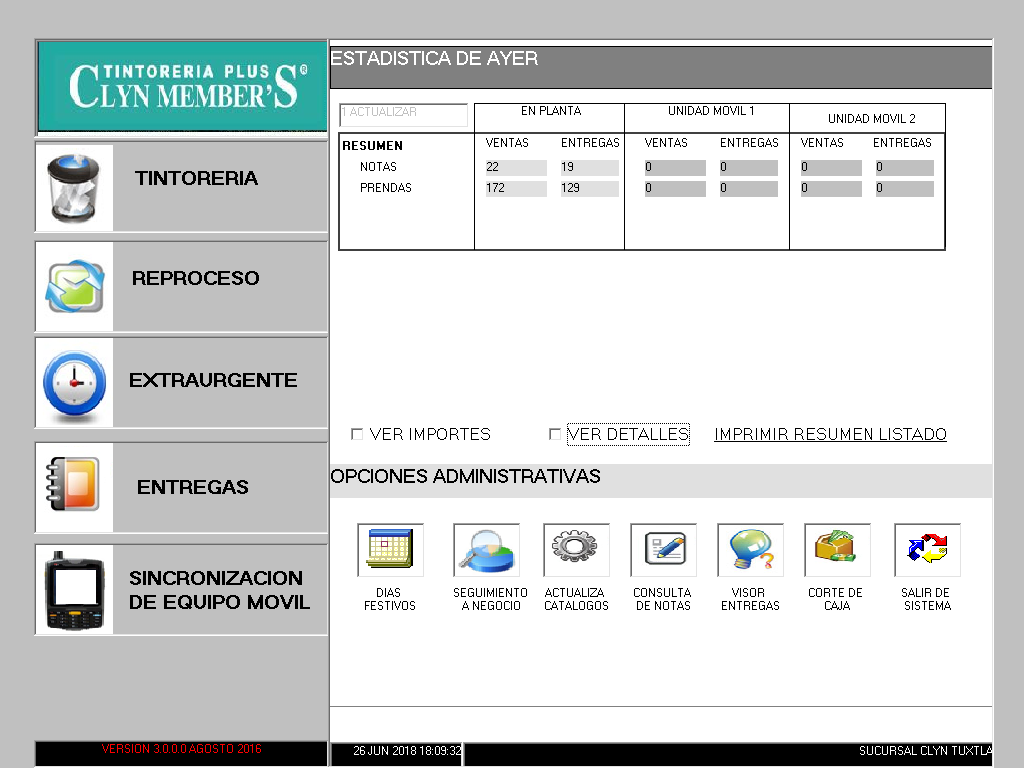 TINTORERIA PLUS
CLYN MEMBER'S®
TINTORERIA
REPROCESO
EXTRAURGENTE
ENTREGAS
SINCRONIZACION
DE EQUIPO MOVIL
VERSION 3.0.0.0 AGOSTO 2016
ESTADISTICA DE AYER
1 ACTUALIZAR
EN PLANTA UNIDAD MOVIL 1 UNIDAD MOVIL 2
RESUMEN VENTAS ENTREGAS VENTAS ENTREGAS VENTAS ENTREGAS
NOTAS 22 19 0 0 0 0
PRENDAS 172 129 0 0 0 0
VER IMPORTES VER DETALLES IMPRIMIR RESUMEN LISTADO
OPCIONES ADMINISTRATIVAS
DIAS
FESTIVOS
SEGUIMIENTO
A NEGOCIO
ACTUALIZA
CATALOGOS
CONSULTA
DE NOTAS
VISOR
ENTREGAS
CORTE DE
CAJA
SALIR DE
SISTEMA
26 JUN 2018 18:09:32
SUCURSAL CLYN TUXTLA